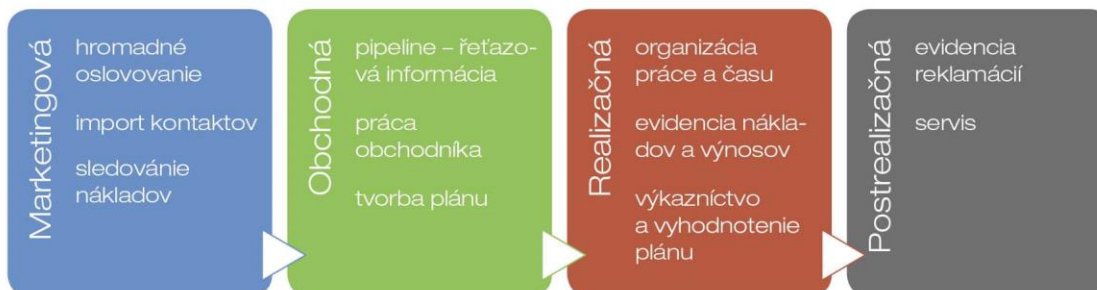 Marketingová
hromadné
oslovovanie
import kontaktov
sledovánie
nákladov
Obchodná
pipeline – řeťazo-
vá informácia
práca
obchodníka
tvorba plánu
Realizačná
organizácia
práce a času
evidencia nákla-
dov a výnosov
výkazníctvo
a vyhodnotenie
plánu
Postrealizačná
evidencia
reklamácií
servis